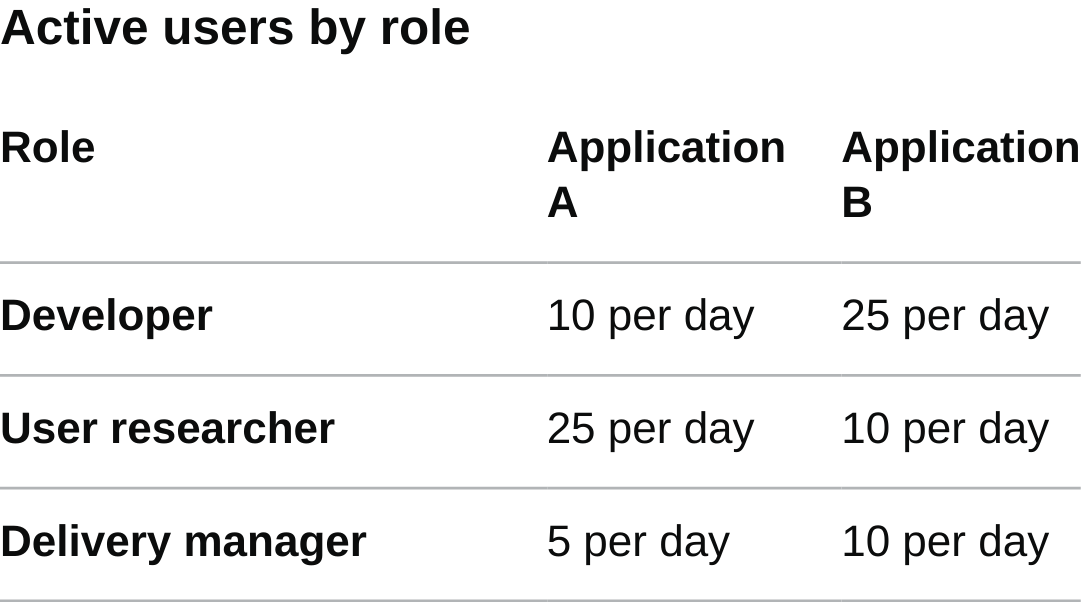 Active users by role
Role Application Application
A B
Developer 10 per day 25 per day
User researcher 25 per day 10 per day
Delivery manager 5 per day 10 per day